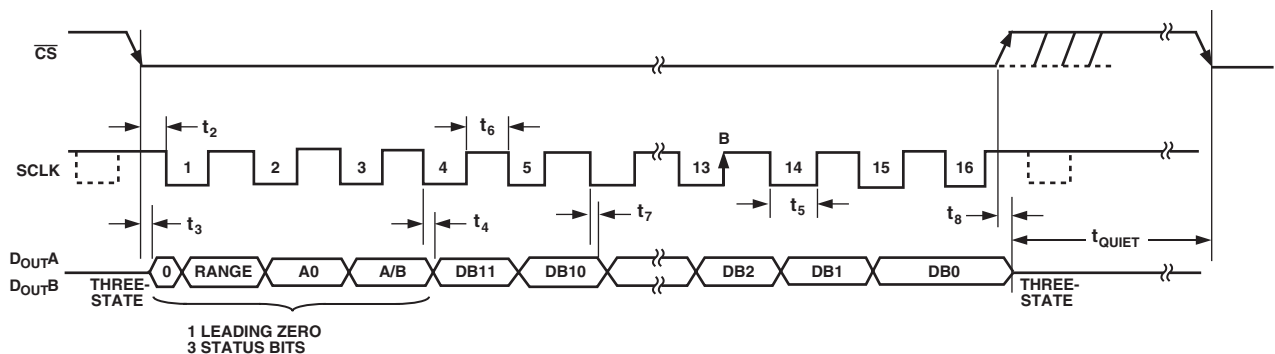 CS
t2
t6
B
SCLK
1 2 3 4 5 13 14 15 16
t3
t4
t7
t5
t8
tQUIET
DOUTA
DOUTB
THREE-
STATE
0 RANGE A0 A/B DB11 DB10 DB2 DB1 DB0
THREE-
STATE
1 LEADING ZERO
3 STATUS BITS